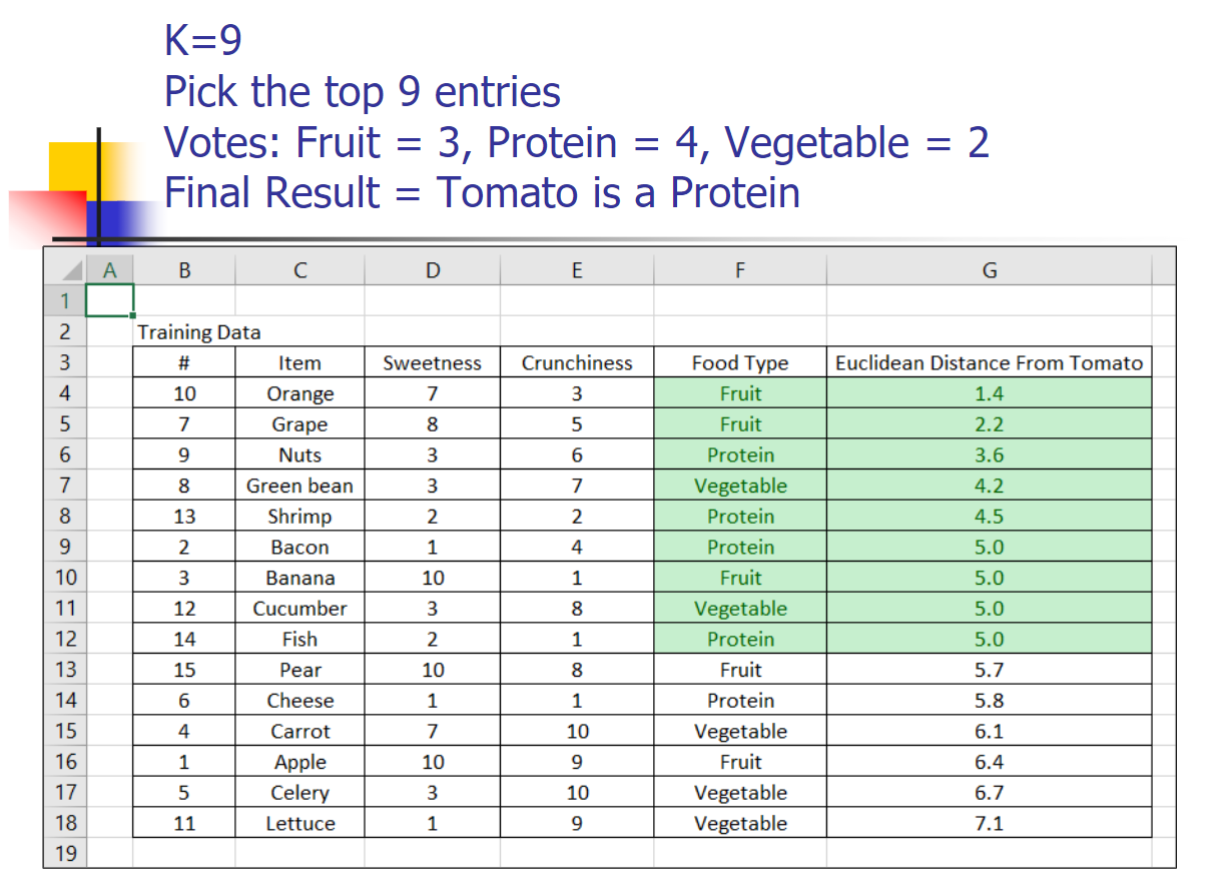 K=9
Pick the top 9 entries
Votes: Fruit = 3, Protein = 4, Vegetable = 2
Final Result = Tomato is a Protein
A B C D E F G
1
2 Training Data
3 # Item Sweetness Crunchiness Food Type Euclidean Distance From Tomato
4 10 Orange 7 3 Fruit 1.4
5 7 Grape 8 5 Fruit 2.2
6 9 Nuts 3 6 Protein 3.6
7 8 Green bean 3 7 Vegetable 4.2
8 13 Shrimp 2 2 Protein 4.5
9 2 Bacon 1 4 Protein 5.0
10 3 Banana 10 1 Fruit 5.0
11 12 Cucumber 3 8 Vegetable 5.0
12 14 Fish 2 1 Protein 5.0
13 15 Pear 10 8 Fruit 5.7
14 6 Cheese 1 1 Protein 5.8
15 4 Carrot 7 10 Vegetable 6.1
16 1 Apple 10 9 Fruit 6.4
17 5 Celery 3 10 Vegetable 6.7
18 11 Lettuce 1 9 Vegetable 7.1
19